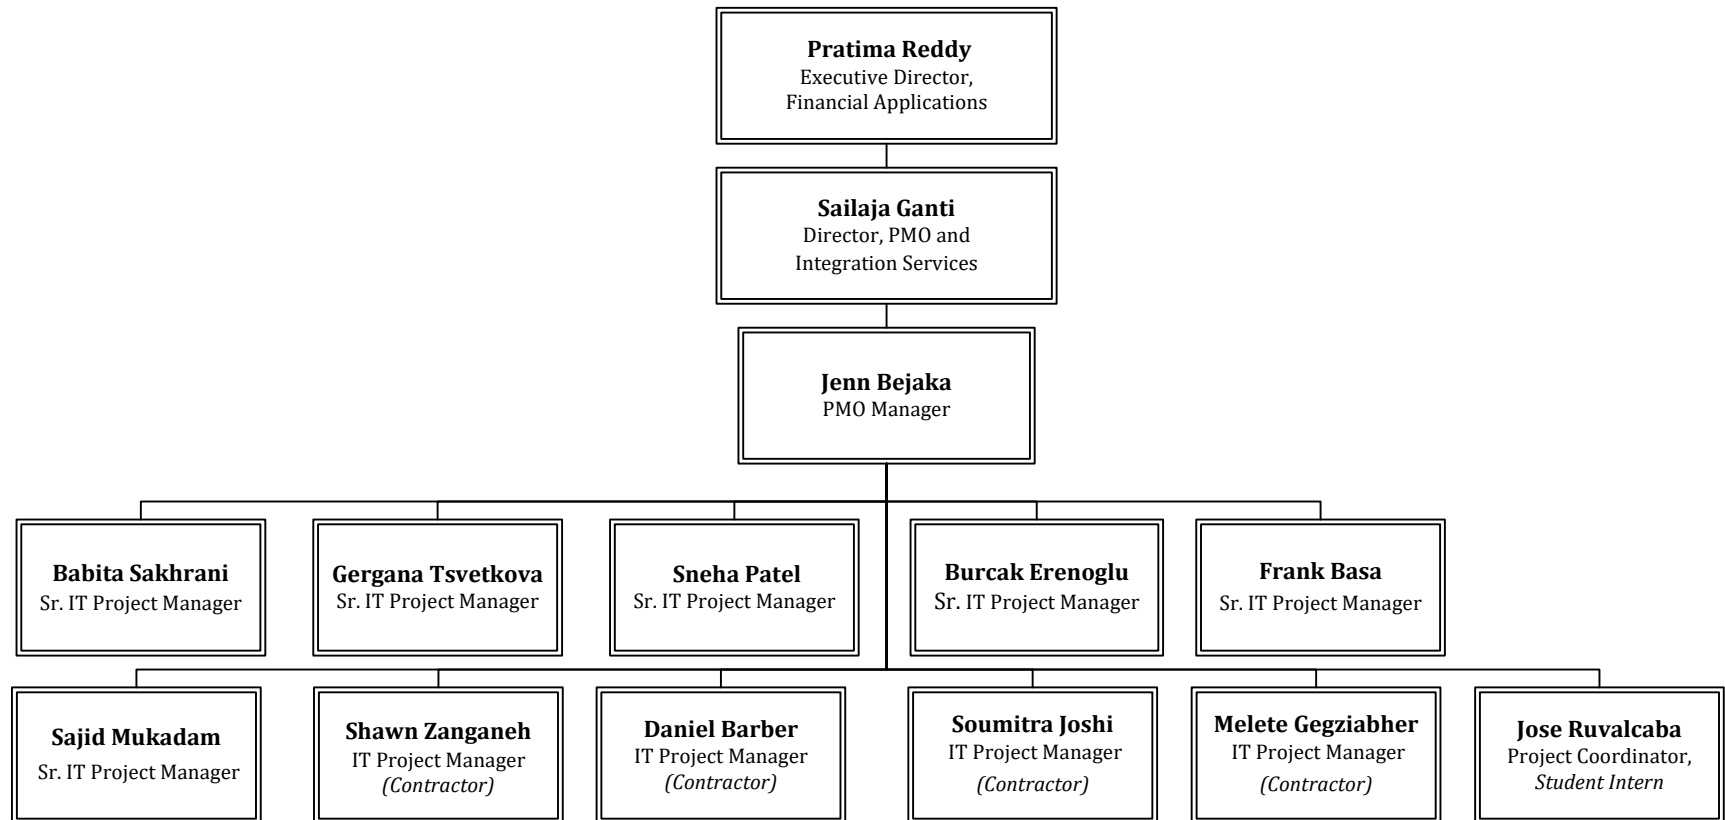 Pratima Reddy
Executive Director,
Financial Applications
Sailaja Ganti
Director, PMO and
Integration Services
Jenn Bejaka
PMO Manager
Babita Sakhrani
Sr. IT Project Manager
Gergana Tsvetkova
Sr. IT Project Manager
Sneha Patel
Sr. IT Project Manager
Burcak Erenoglu
Sr. IT Project Manager
Frank Basa
Sr. IT Project Manager
Sajid Mukadam
Sr. IT Project Manager
Shawn Zanganeh
IT Project Manager
(Contractor)
Daniel Barber
IT Project Manager
(Contractor)
Soumitra Joshi
IT Project Manager
(Contractor)
Melete Gegziabher
IT Project Manager
(Contractor)
Jose Ruvalcaba
Project Coordinator,
Student Intern